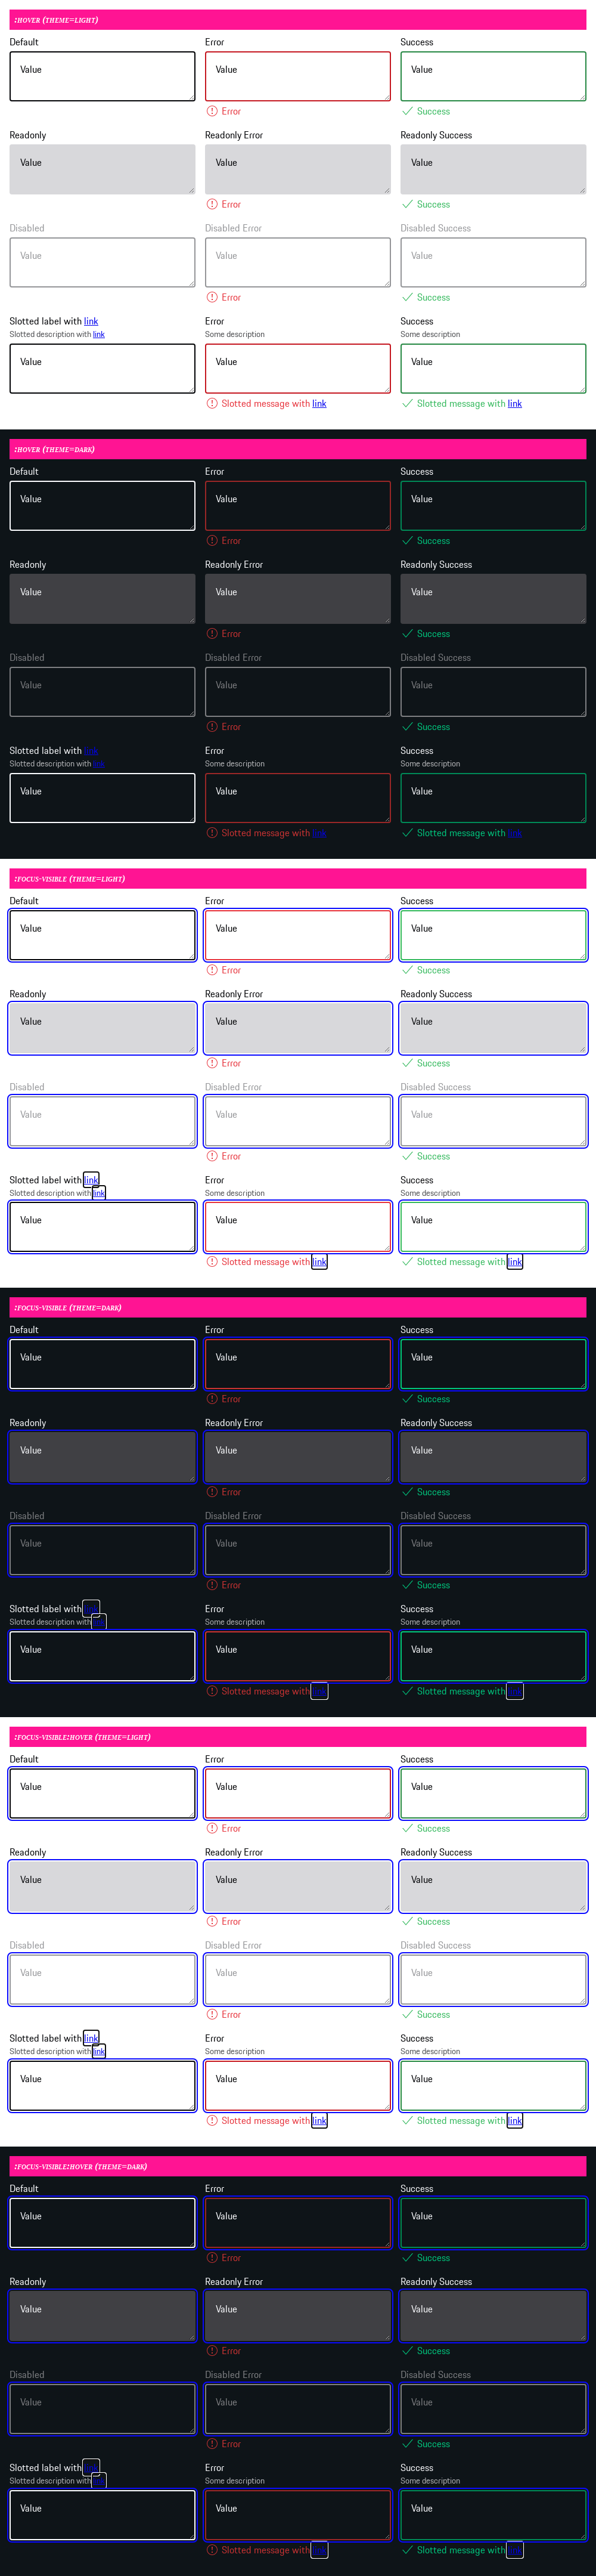 :HOVER (THEME=LIGHT)
Default Error Success
Value Value Value
Error Success
Readonly Readonly Error Readonly Success
Value Value Value
Error Success
Disabled Disabled Error Disabled Success
Value Value Value
Error Success
Slotted label with link Error Success
Slotted description with link Some description Some description
Value Value Value
Slotted message with link Slotted message with link
:HOVER (THEME=DARK)
Default Error Success
Value Value Value
Error Success
Readonly Readonly Error Readonly Success
Value Value Value
Error Success
Disabled Disabled Error Disabled Success
Value Value Value
Error Success
Slotted label with link Error Success
Slotted description with link Some description Some description
Value Value Value
Slotted message with link Slotted message with link
:FOCUS-VISIBLE (THEME=LIGHT)
Default Error Success
Value Value Value
Error Success
Readonly Readonly Error Readonly Success
Value Value Value
Error Success
Disabled Disabled Error Disabled Success
Value Value Value
Error Success
Slotted label with link Error Success
Slotted description with link Some description Some description
Value Value Value
Slotted message with link Slotted message with link
:FOCUS-VISIBLE (THEME=DARK)
Default Error Success
Value Value Value
Error Success
Readonly Readonly Error Readonly Success
Value Value Value
Error Success
Disabled Disabled Error Disabled Success
Value Value Value
Error Success
Slotted label with link Error Success
Slotted description with link Some description Some description
Value Value Value
Slotted message with link Slotted message with link
:FOCUS-VISIBLE:HOVER (THEME=LIGHT)
Default Error Success
Value Value Value
Error Success
Readonly Readonly Error Readonly Success
Value Value Value
Error Success
Disabled Disabled Error Disabled Success
Value Value Value
Error Success
Slotted label with link Error Success
Slotted description with link Some description Some description
Value Value Value
Slotted message with link Slotted message with link
:FOCUS-VISIBLE:HOVER (THEME=DARK)
Default Error Success
Value Value Value
Error Success
Readonly Readonly Error Readonly Success
Value Value Value
Error Success
Disabled Disabled Error Disabled Success
Value Value Value
Error Success
Slotted label with link Error Success
Slotted description with link Some description Some description
Value Value Value
Slotted message with link Slotted message with link